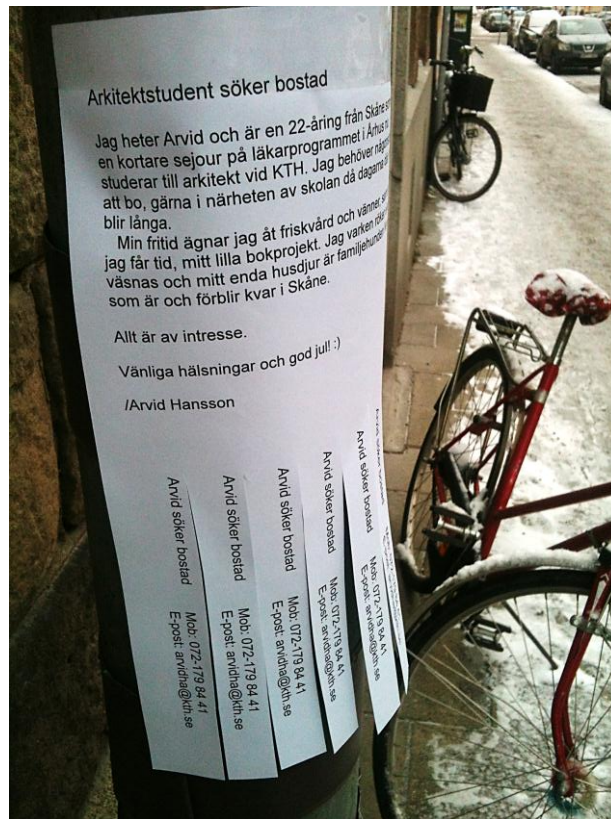 Arkitektstudent söker bostad
Jag heter Arvid och är en 22-åring från Skåne
en kortare sejour på läkarprogrammet i Århus
studerar till arkitekt vid KTH. Jag behöver
att bo, gärna i närheten av skolan då dagarna
blir långa.
Min fritid ägnar jag åt friskvård och vänner,
jag får tid, mitt lilla bokprojekt. Jag varken röker
väsnas och mitt enda husdjur är familjehunden
som är och förblir kvar i Skåne.
Allt är av intresse.
Vänliga hälsningar och god jul! :)
/Arvid Hansson
Arvid söker bostad
Mob: 072-179 84 41
E-post: arvidha@kth.se
Arvid söker bostad
Mob: 072-179 84 41
E-post: arvidha@kth.se
Arvid söker bostad
Mob: 072-179 84 41
E-post: arvidha@kth.se
Arvid söker bostad
Mob: 072-179 84 41
E-post: arvidha@kth.se
Arvid söker bostad
Mob: 072-179 84 41
E-post: arvidha@kth.se
Arvid söker bostad